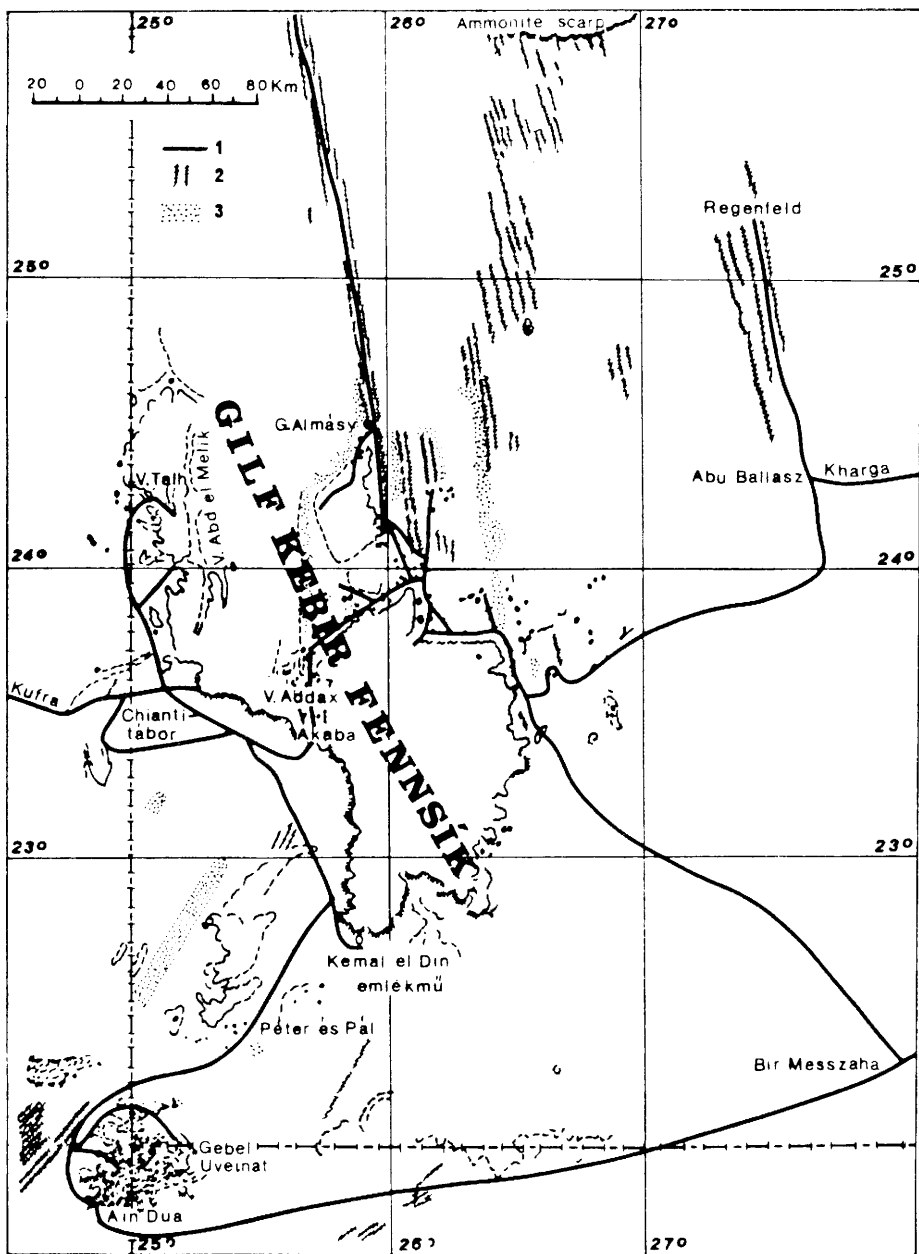 25° 26° 27°
Ammonite scarp
20 0 20 40 60 80 Km
1
2
3
Regenfeld
25° 25°
GILF KEBIR FENNSÍK
G.Almásy
V.Talh
V. Abd el Melik
Abu Ballasz
Kharga
24° 24°
Kufra
Chianti-
tábor
V. Abdax
Akaba
23° 23°
Kemal el Din
emlékmű
Péter és Pál
Bir Messzaha
Gebel
Uveinat
Ain Dua
25° 26° 27°